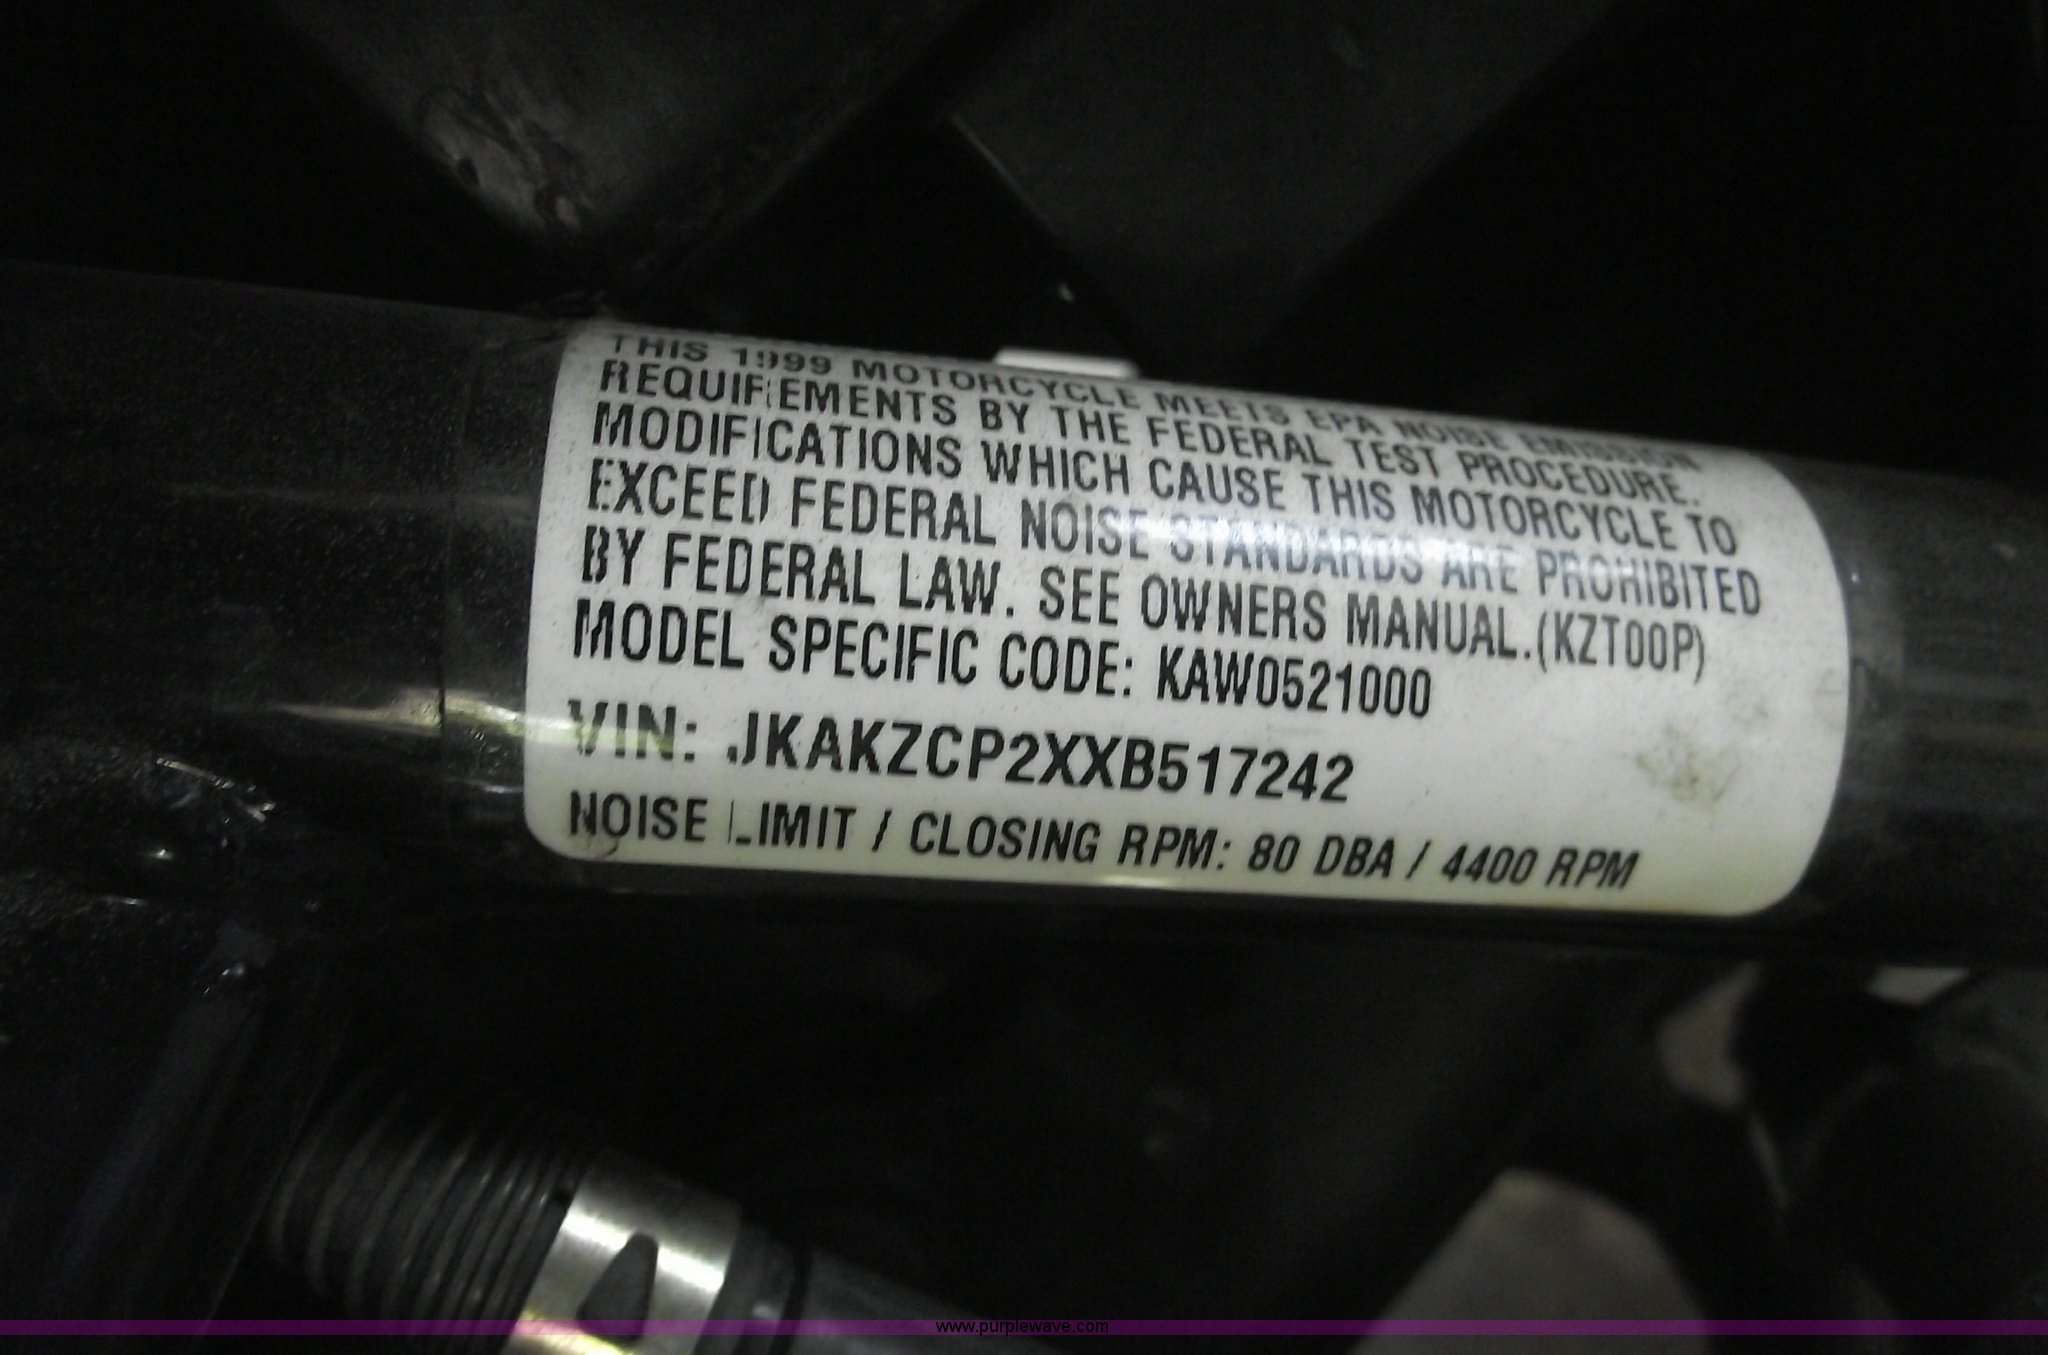 THIS 1999 MOTORCYCLE MEETS EPA NOISE EMISSION
REQUIREMENTS BY THE FEDERAL TEST PROCEDURE.
MODIFICATIONS WHICH CAUSE THIS MOTORCYCLE TO
EXCEED FEDERAL NOISE STANDARDS ARE PROHIBITED
BY FEDERAL LAW. SEE OWNERS MANUAL.(KZT00P)
MODEL SPECIFIC CODE: KAW0521000
VIN: JKAKZCP2XXB517242
NOISE LIMIT / CLOSING RPM: 80 DBA / 4400 RPM
www.purplewave.com